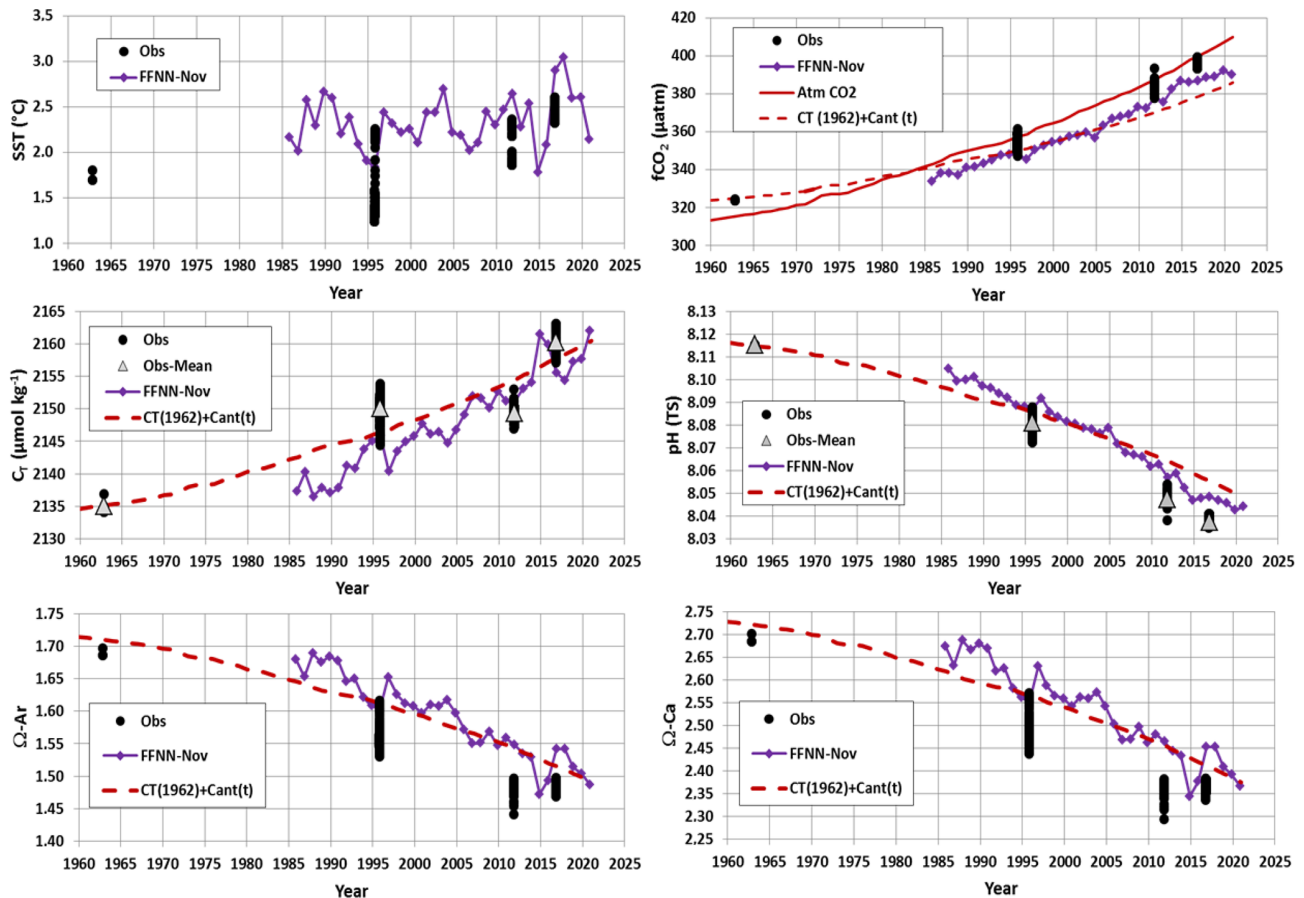 3.5
3.0
2.5
2.0
1.5
1.0
SST (°C)
Obs
FFNN-Nov
1960 1965 1970 1975 1980 1985 1990 1995 2000 2005 2010 2015 2020 2025
Year
420
400
380
360
340
320
300
fCO₂ (µatm)
Obs
FFNN-Nov
Atm CO2
CT (1962)+Cant (t)
1960 1965 1970 1975 1980 1985 1990 1995 2000 2005 2010 2015 2020 2025
Year
2165
2160
2155
2150
2145
2140
2135
2130
C_T (µmol kg⁻¹)
Obs
Obs-Mean
FFNN-Nov
CT(1962)+Cant(t)
1960 1965 1970 1975 1980 1985 1990 1995 2000 2005 2010 2015 2020 2025
Year
8.13
8.12
8.11
8.10
8.09
8.08
8.07
8.06
8.05
8.04
8.03
pH (TS)
Obs
Obs-Mean
FFNN-Nov
CT(1962)+Cant(t)
1960 1965 1970 1975 1980 1985 1990 1995 2000 2005 2010 2015 2020 2025
Year
1.75
1.70
1.65
1.60
1.55
1.50
1.45
1.40
Ω-Ar
Obs
FFNN-Nov
CT(1962)+Cant(t)
1960 1965 1970 1975 1980 1985 1990 1995 2000 2005 2010 2015 2020 2025
Year
2.75
2.70
2.65
2.60
2.55
2.50
2.45
2.40
2.35
2.30
2.25
Ω-Ca
Obs
FFNN-Nov
CT(1962)+Cant(t)
1960 1965 1970 1975 1980 1985 1990 1995 2000 2005 2010 2015 2020 2025
Year